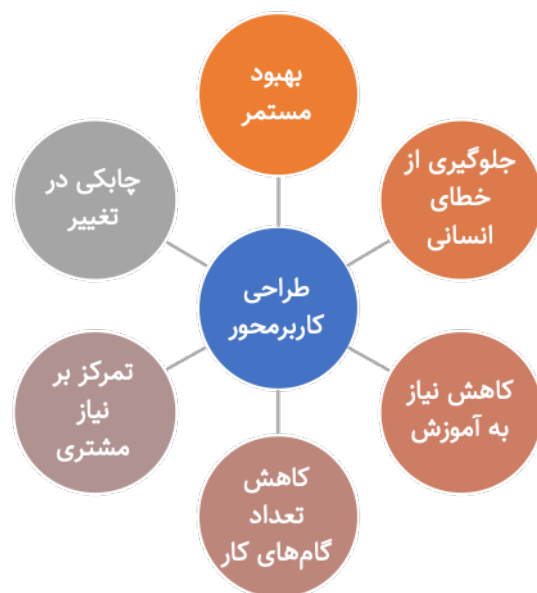 بهبود
مستمر
جلوگیری از
خطای
انسانی
چابکی در
تغییر
طراحی
کاربرمحور
کاهش نیاز
به آموزش
تمرکز بر
نیاز
مشتری
کاهش
تعداد
گام‌های کار